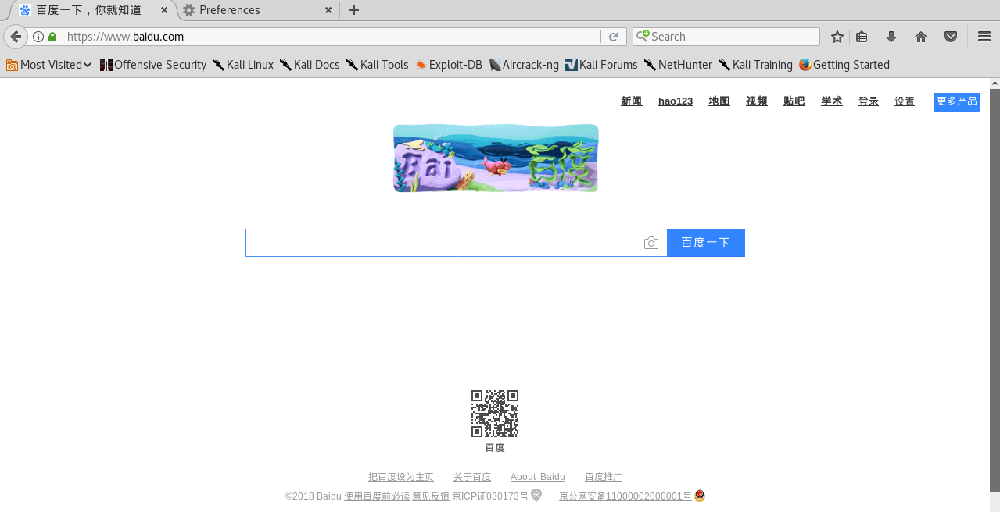 百度一下，你就知道 Preferences
https://www.baidu.com Search
Most Visited Offensive Security Kali Linux Kali Docs Kali Tools Exploit-DB Aircrack-ng Kali Forums NetHunter Kali Training Getting Started
新闻 hao123 地图 视频 贴吧 学术 登录 设置 更多产品
Bai 百度
百度一下
百度
把百度设为主页 关于百度 About Baidu 百度推广
©2018 Baidu 使用百度前必读 意见反馈 京ICP证030173号 京公网安备11000002000001号